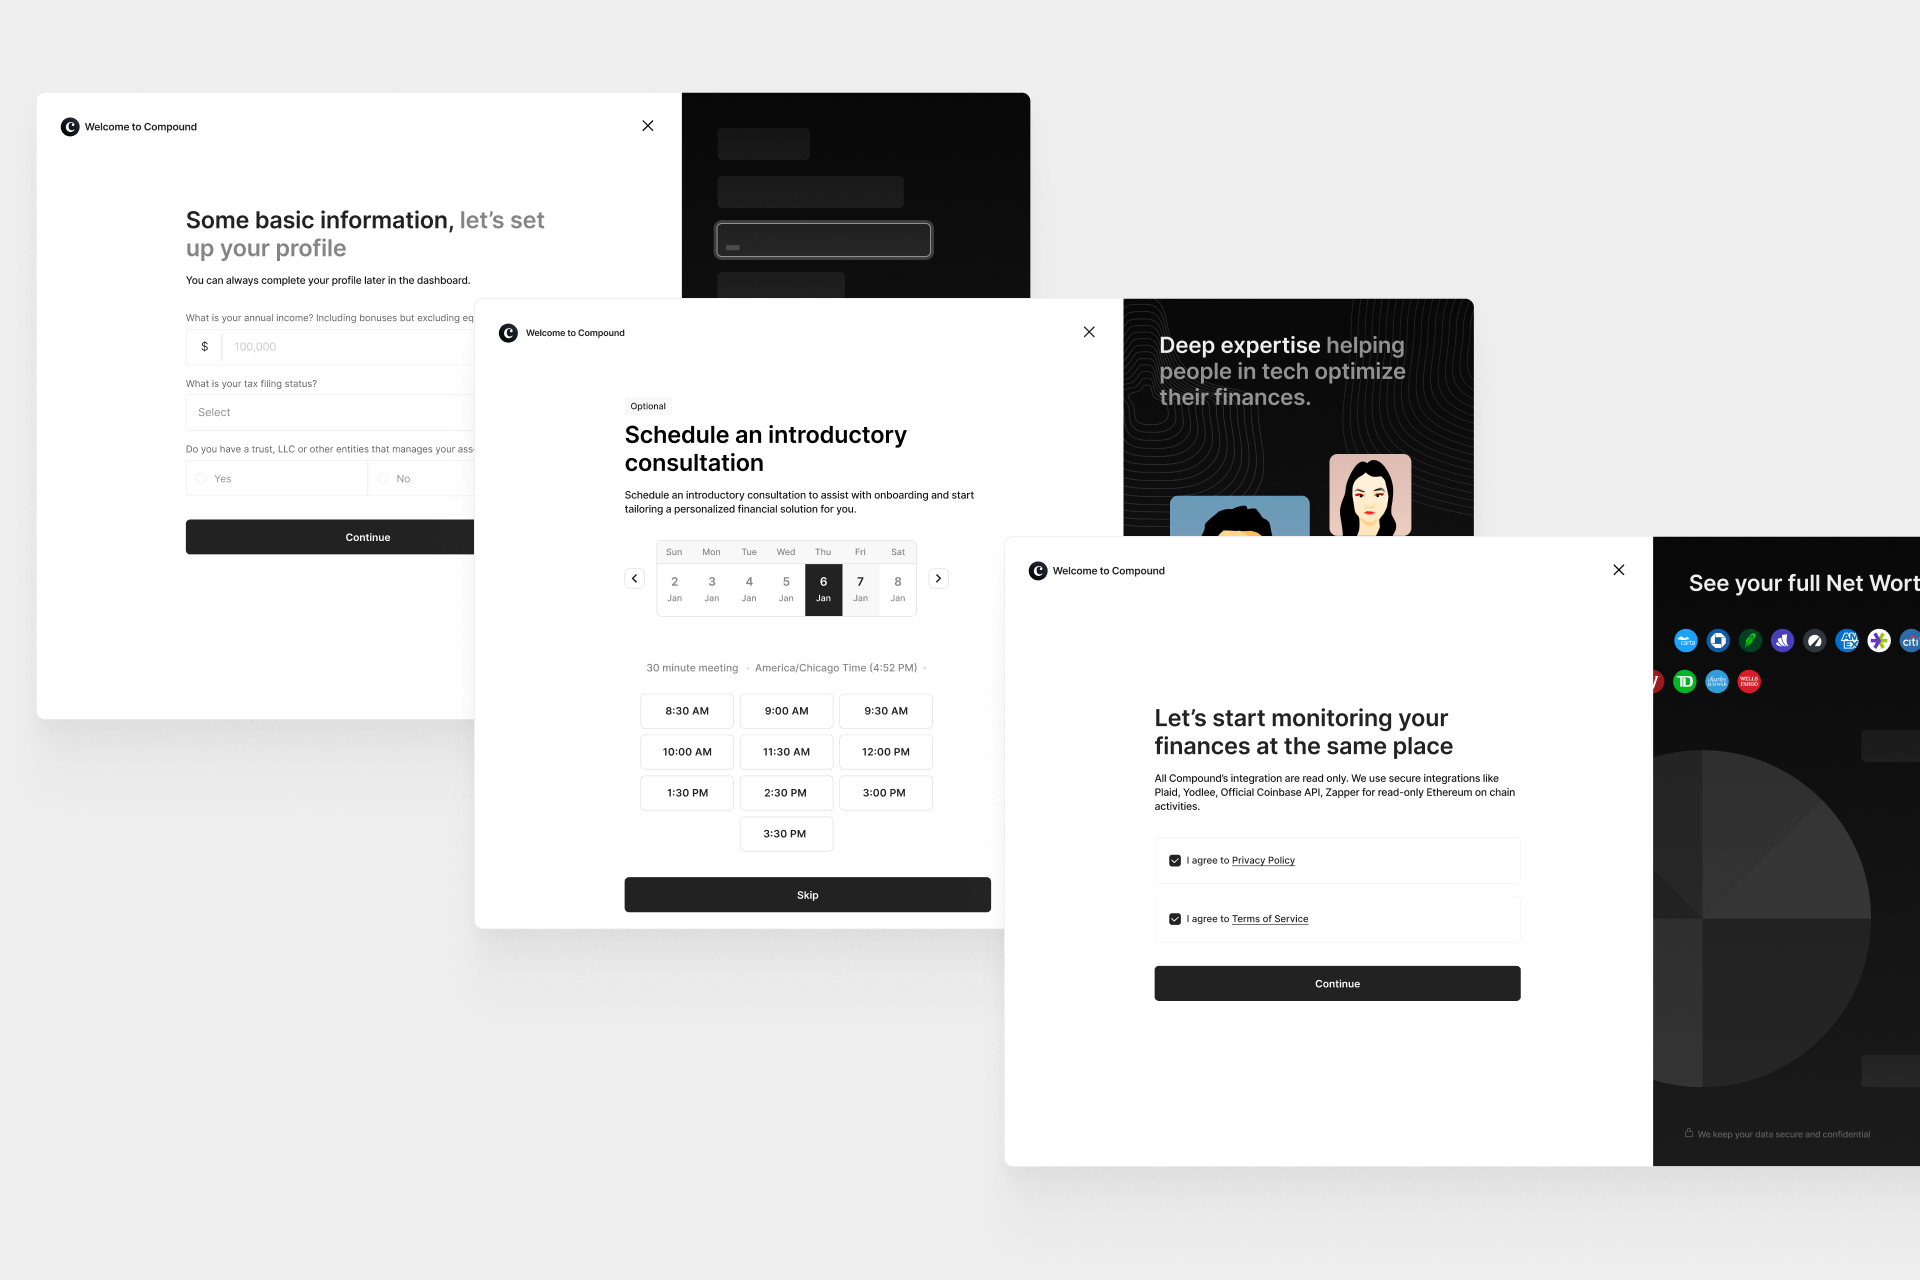 Welcome to Compound
Some basic information, let's set
up your profile
You can always complete your profile later in the dashboard.
What is your annual income? Including bonuses but excluding eq
$ 100,000
What is your tax filing status?
Select
Do you have a trust, LLC or other entities that manages your ass
Yes No
Continue
Welcome to Compound
Optional
Schedule an introductory
consultation
Schedule an introductory consultation to assist with onboarding and start
tailoring a personalized financial solution for you.
Sun Mon Tue Wed Thu Fri Sat
2 3 4 5 6 7 8
Jan Jan Jan Jan Jan Jan Jan
30 minute meeting • America/Chicago Time (4:52 PM)
8:30 AM 9:00 AM 9:30 AM
10:00 AM 11:30 AM 12:00 PM
1:30 PM 2:30 PM 3:00 PM
3:30 PM
Skip
Deep expertise helping
people in tech optimize
their finances.
Welcome to Compound
Let's start monitoring your
finances at the same place
All Compound's integration are read only. We use secure integrations like
Plaid, Yodlee, Official Coinbase API, Zapper for read-only Ethereum on chain
activities.
I agree to Privacy Policy
I agree to Terms of Service
Continue
See your full Net Wort
carta AM EX citi
TD charles SCHWAB WELLS FARGO
We keep your data secure and confidential